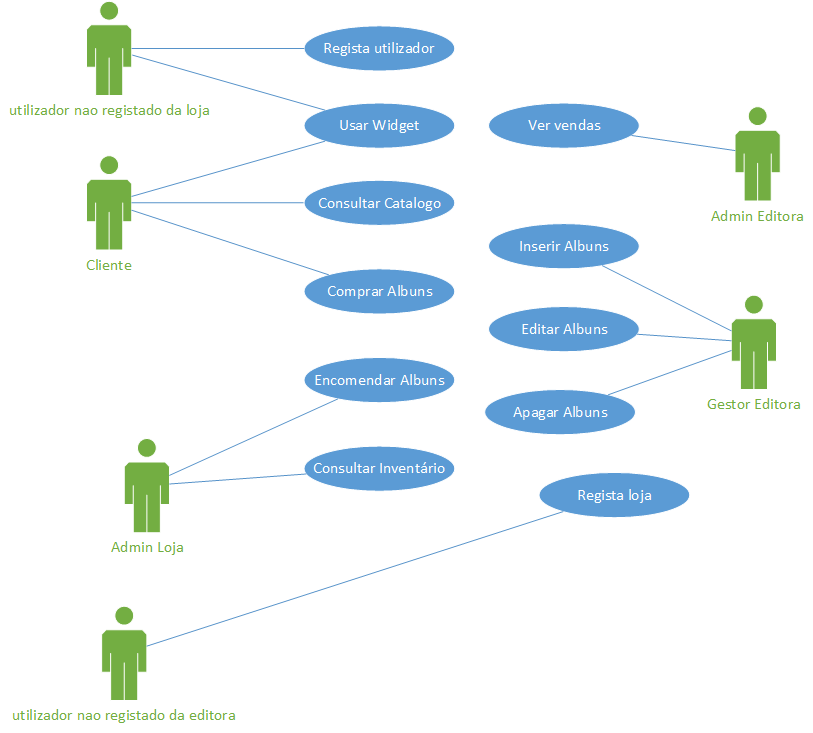 Regista utilizador
utilizador nao registado da loja
Usar Widget
Ver vendas
Admin Editora
Consultar Catalogo
Cliente
Inserir Albuns
Comprar Albuns
Editar Albuns
Encomendar Albuns
Gestor Editora
Apagar Albuns
Consultar Inventário
Regista loja
Admin Loja
utilizador nao registado da editora